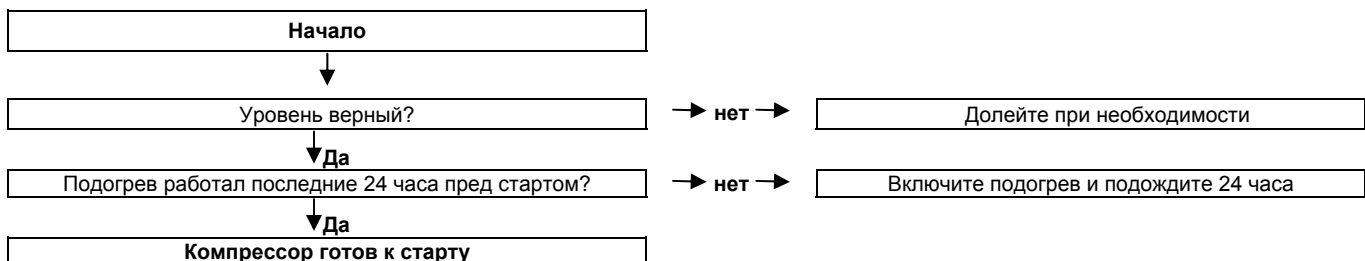 Начало
Уровень верный?
нет
Долейте при необходимости
Да
Подогрев работал последние 24 часа пред стартом?
нет
Включите подогрев и подождите 24 часа
Да
Компрессор готов к старту